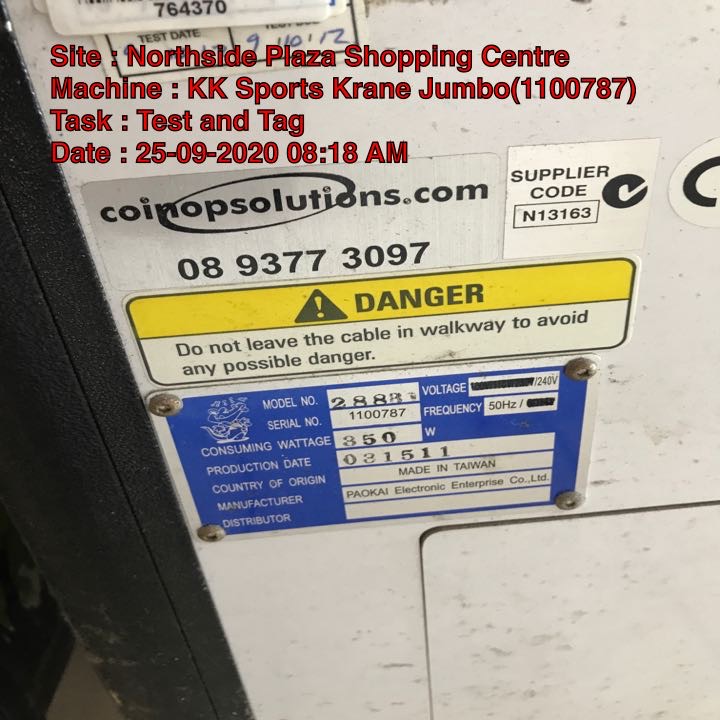 764370
TEST DATE
9 10 12
Site : Northside Plaza Shopping Centre
Machine : KK Sports Krane Jumbo(1100787)
Task : Test and Tag
Date : 25-09-2020 08:18 AM
coinopsolutions.com
08 9377 3097
SUPPLIER
CODE
N13163
DANGER
Do not leave the cable in walkway to avoid
any possible danger.
MODEL NO. 
SERIAL NO. 1100787
VOLTAGE /240V
FREQUENCY 50Hz /
CONSUMING WATTAGE 350 W
PRODUCTION DATE 031511
COUNTRY OF ORIGIN MADE IN TAIWAN
MANUFACTURER PAOKAI Electronic Enterprise Co.,Ltd.
DISTRIBUTOR